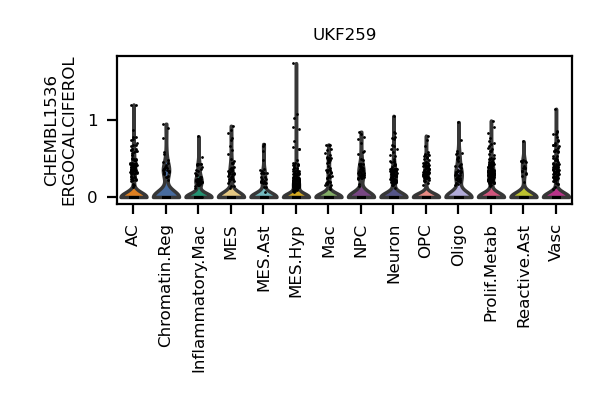 UKF259
CHEMBL1536
ERGOCALCIFEROL
1
0
AC
Chromatin.Reg
Inflammatory.Mac
MES
MES.Ast
MES.Hyp
Mac
NPC
Neuron
OPC
Oligo
Prolif.Metab
Reactive.Ast
Vasc